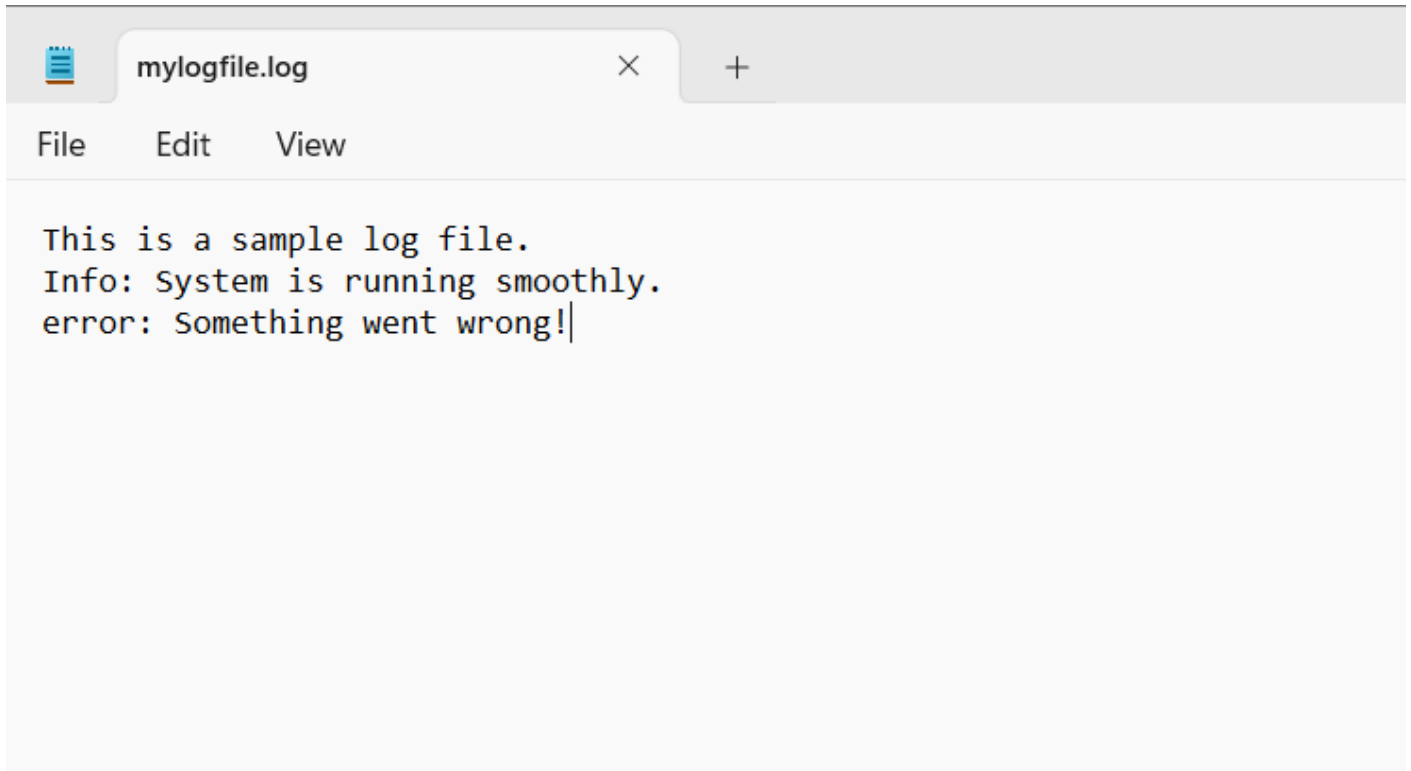 mylogfile.log
File Edit View
This is a sample log file.
Info: System is running smoothly.
error: Something went wrong!